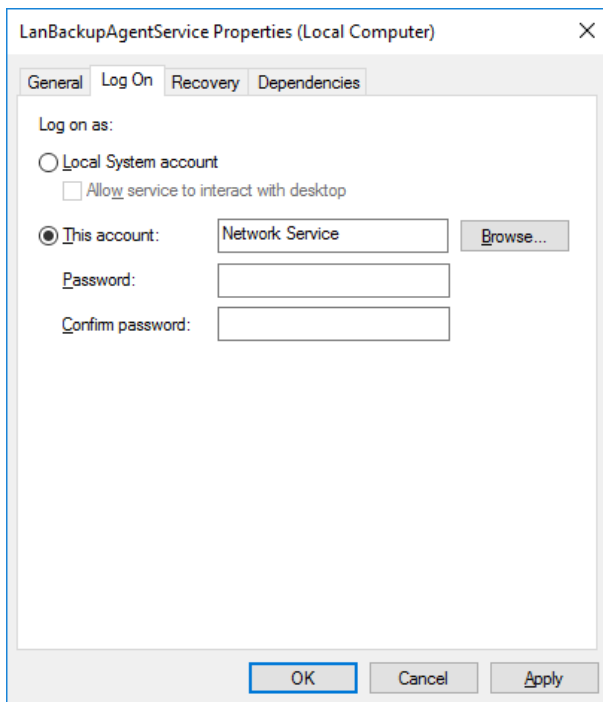 LanBackupAgentService Properties (Local Computer)
General Log On Recovery Dependencies
Log on as:
Local System account
Allow service to interact with desktop
This account: Network Service Browse...
Password:
Confirm password:
OK Cancel Apply